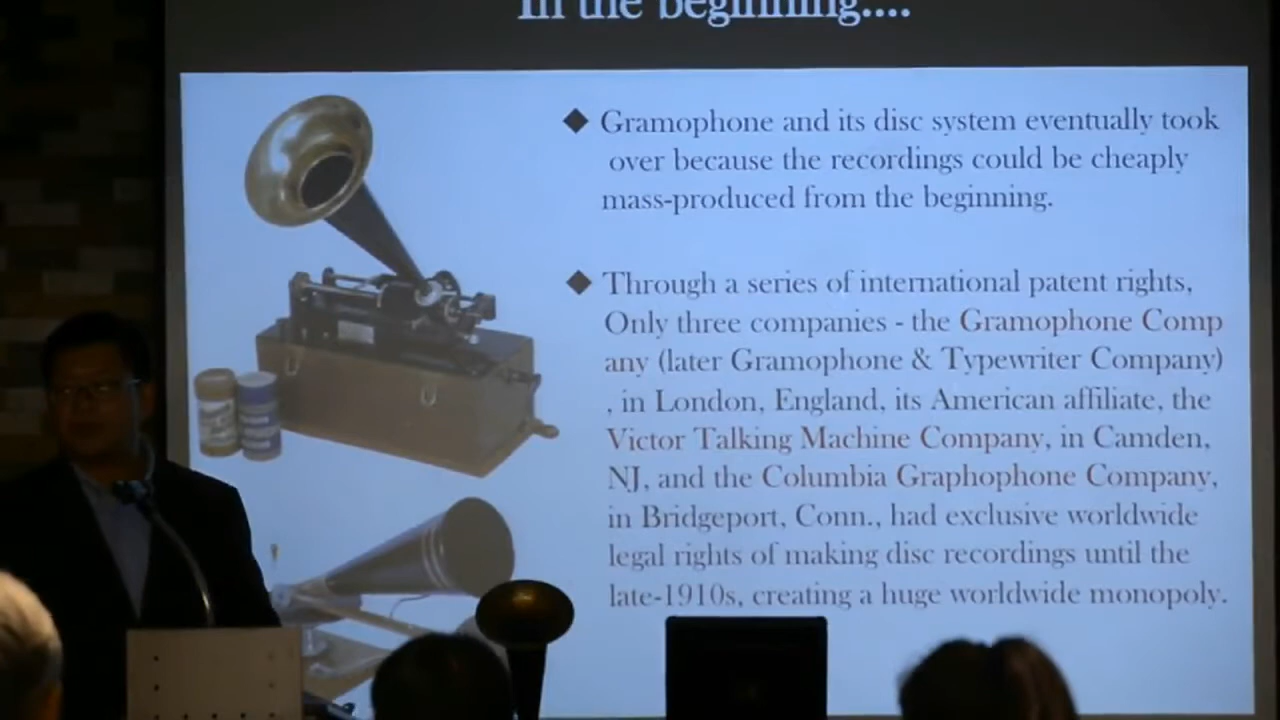 In the beginning....
◆ Gramophone and its disc system eventually took
over because the recordings could be cheaply
mass-produced from the beginning.
◆ Through a series of international patent rights,
Only three companies - the Gramophone Comp
any (later Gramophone & Typewriter Company)
, in London, England, its American affiliate, the
Victor Talking Machine Company, in Camden,
NJ, and the Columbia Graphophone Company,
in Bridgeport, Conn., had exclusive worldwide
legal rights of making disc recordings until the
late-1910s, creating a huge worldwide monopoly.